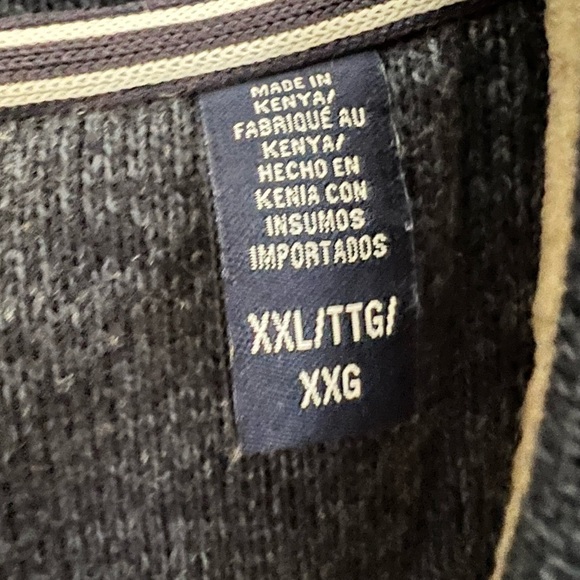 MADE IN
KENYA/
FABRIQUÉ AU
KENYA/
HECHO EN
KENIA CON
INSUMOS
IMPORTADOS
XXL/TTG/
XXG